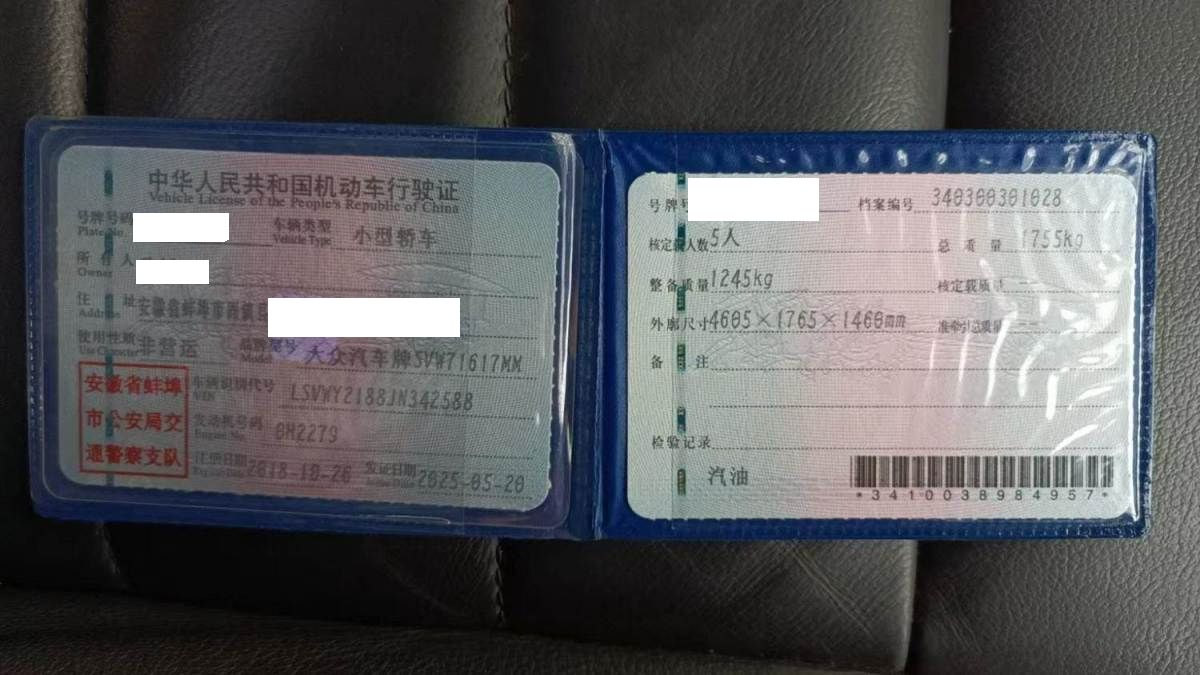 中华人民共和国机动车行驶证
Vehicle License of the People's Republic of China
号牌号码
Plate No.
车辆类型 小型轿车
Vehicle Type
所有人
Owner
住址 安徽省蚌埠市
Address
使用性质 非营运
Use Character
品牌型号 大众汽车牌SVW71617MM
Model
安徽省蚌埠
市公安局交
通警察支队
车辆识别代号 LSVWY2188JN342588
VIN
发动机号码 GH2279
Engine No.
注册日期 2018-10-26
发证日期 2025-05-20
号牌号
档案编号 340300301028
核定载人数 5人
总质量 1755kg
整备质量 1245kg
核定载质量 --
外廓尺寸 4605×1765×1460mm
准牵引总质量 --
备注
检验记录
汽油
*3410038984957*